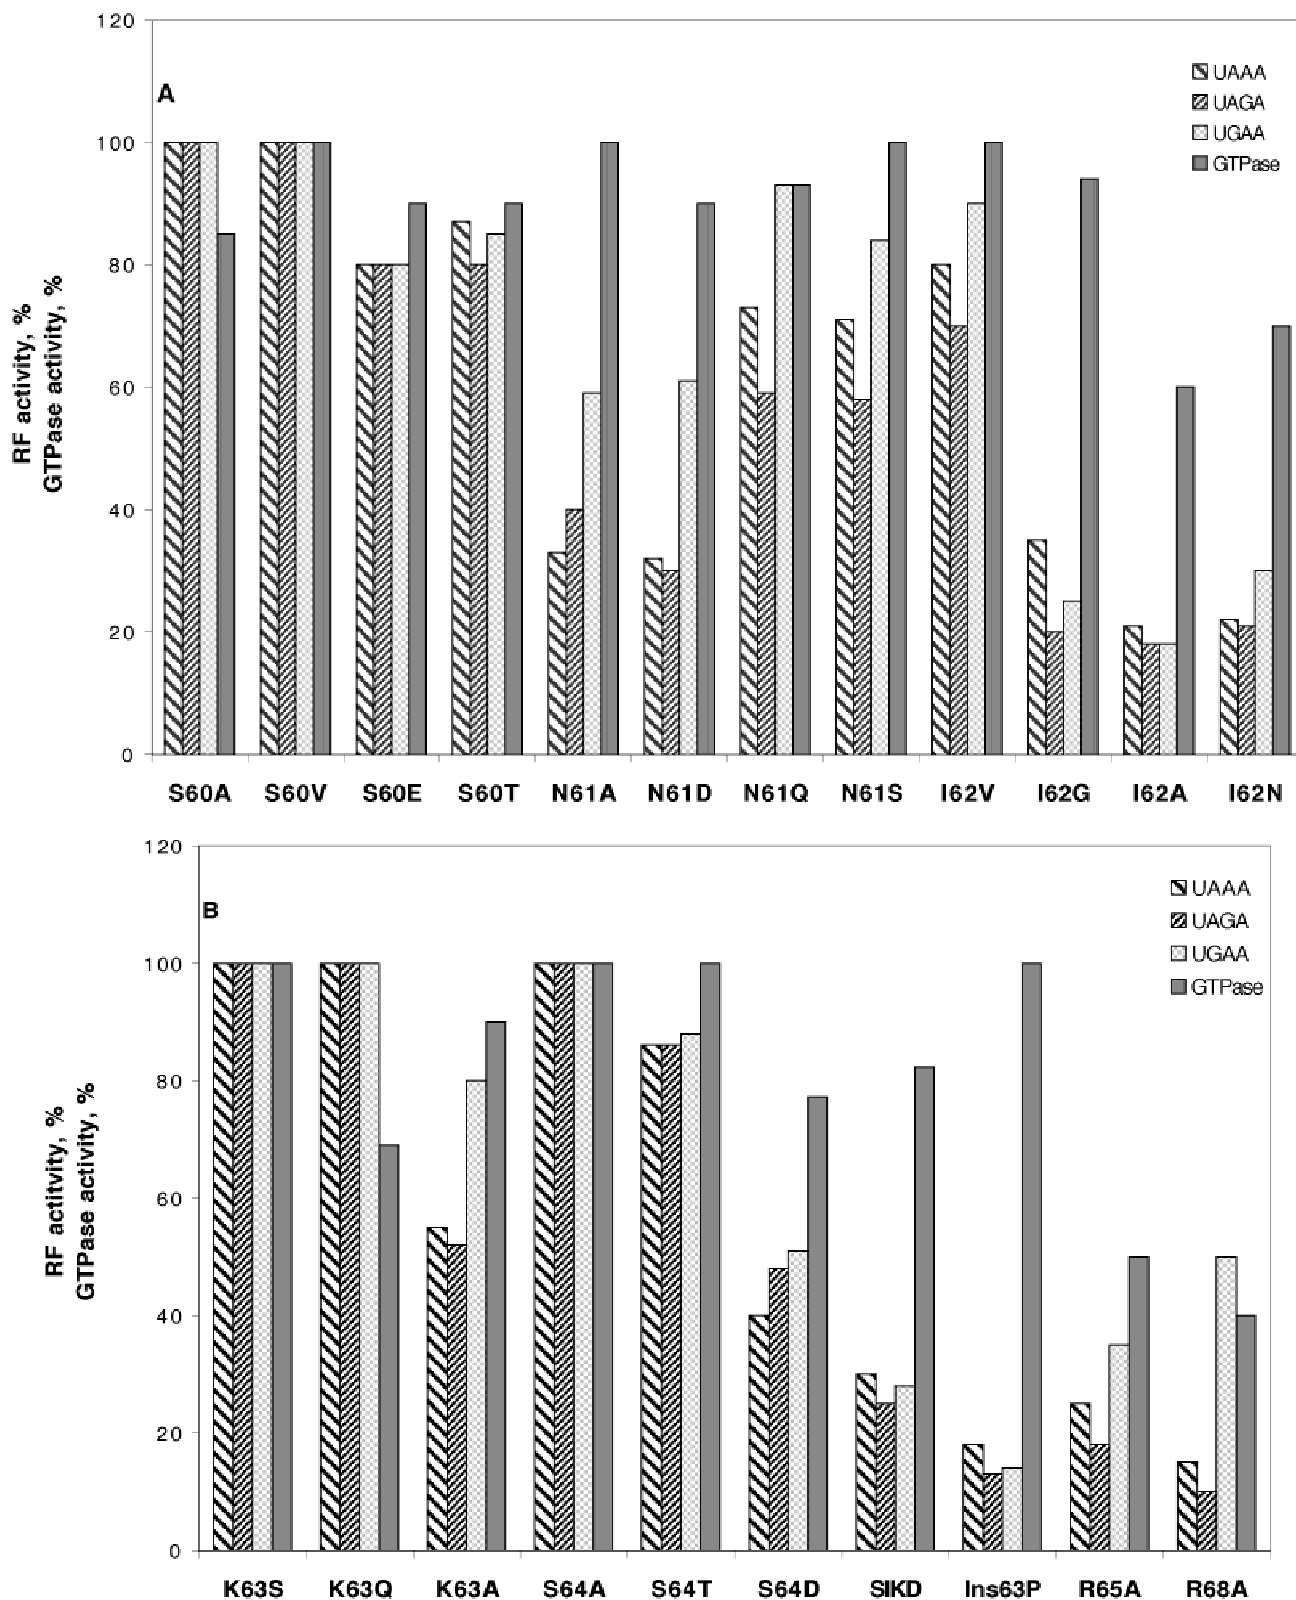 120
100
80
60
40
20
0
RF activity, %
GTPase activity, %
A
UAAA
UAGA
UGAA
GTPase
S60A S60V S60E S60T N61A N61D N61Q N61S I62V I62G I62A I62N
120
100
80
60
40
20
0
RF actitvity, %
GTPase activity, %
B
UAAA
UAGA
UGAA
GTPase
K63S K63Q K63A S64A S64T S64D SIKD Ins63P R65A R68A